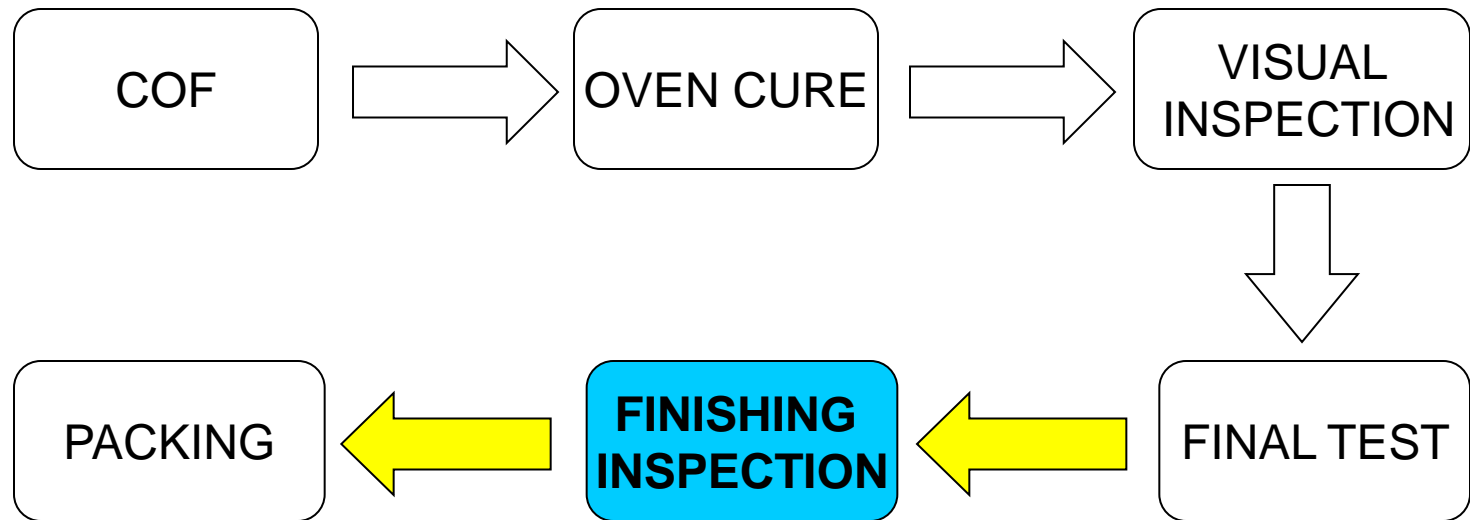 COF
OVEN CURE
VISUAL
INSPECTION
PACKING
FINISHING
INSPECTION
FINAL TEST